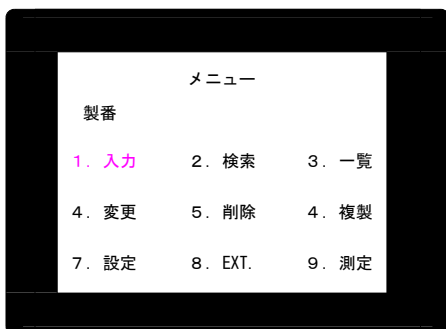 メニュー
製番
1. 入力 2. 検索 3. 一覧
4. 変更 5. 削除 4. 複製
7. 設定 8. EXT. 9. 測定